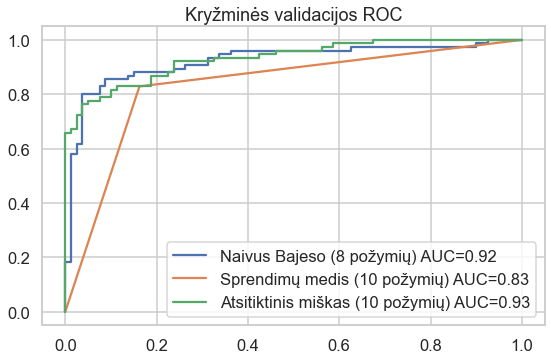 Kryžminės validacijos ROC
1.0
0.8
0.6
0.4
0.2
0.0
Naivus Bajeso (8 požymių) AUC=0.92
Sprendimų medis (10 požymių) AUC=0.83
Atsitiktinis miškas (10 požymių) AUC=0.93
0.0 0.2 0.4 0.6 0.8 1.0